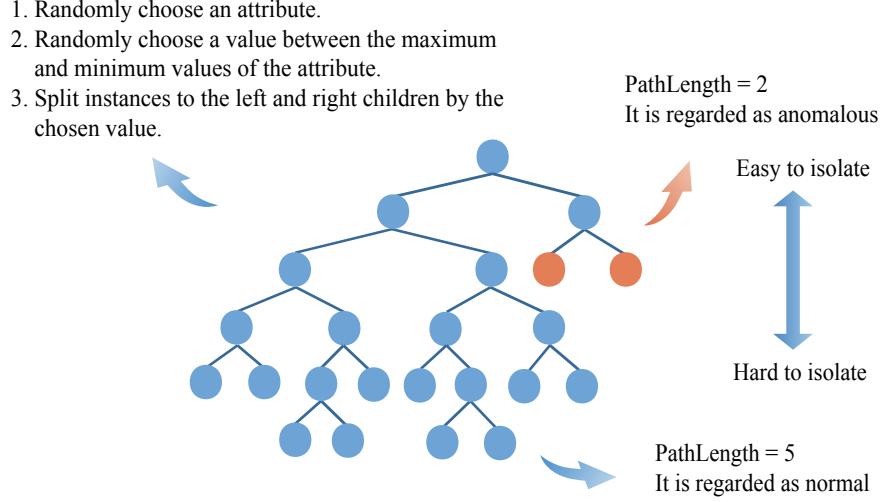 1. Randomly choose an attribute.
2. Randomly choose a value between the maximum
and minimum values of the attribute.
3. Split instances to the left and right children by the
chosen value.
PathLength = 2
It is regarded as anomalous
Easy to isolate
Hard to isolate
PathLength = 5
It is regarded as normal